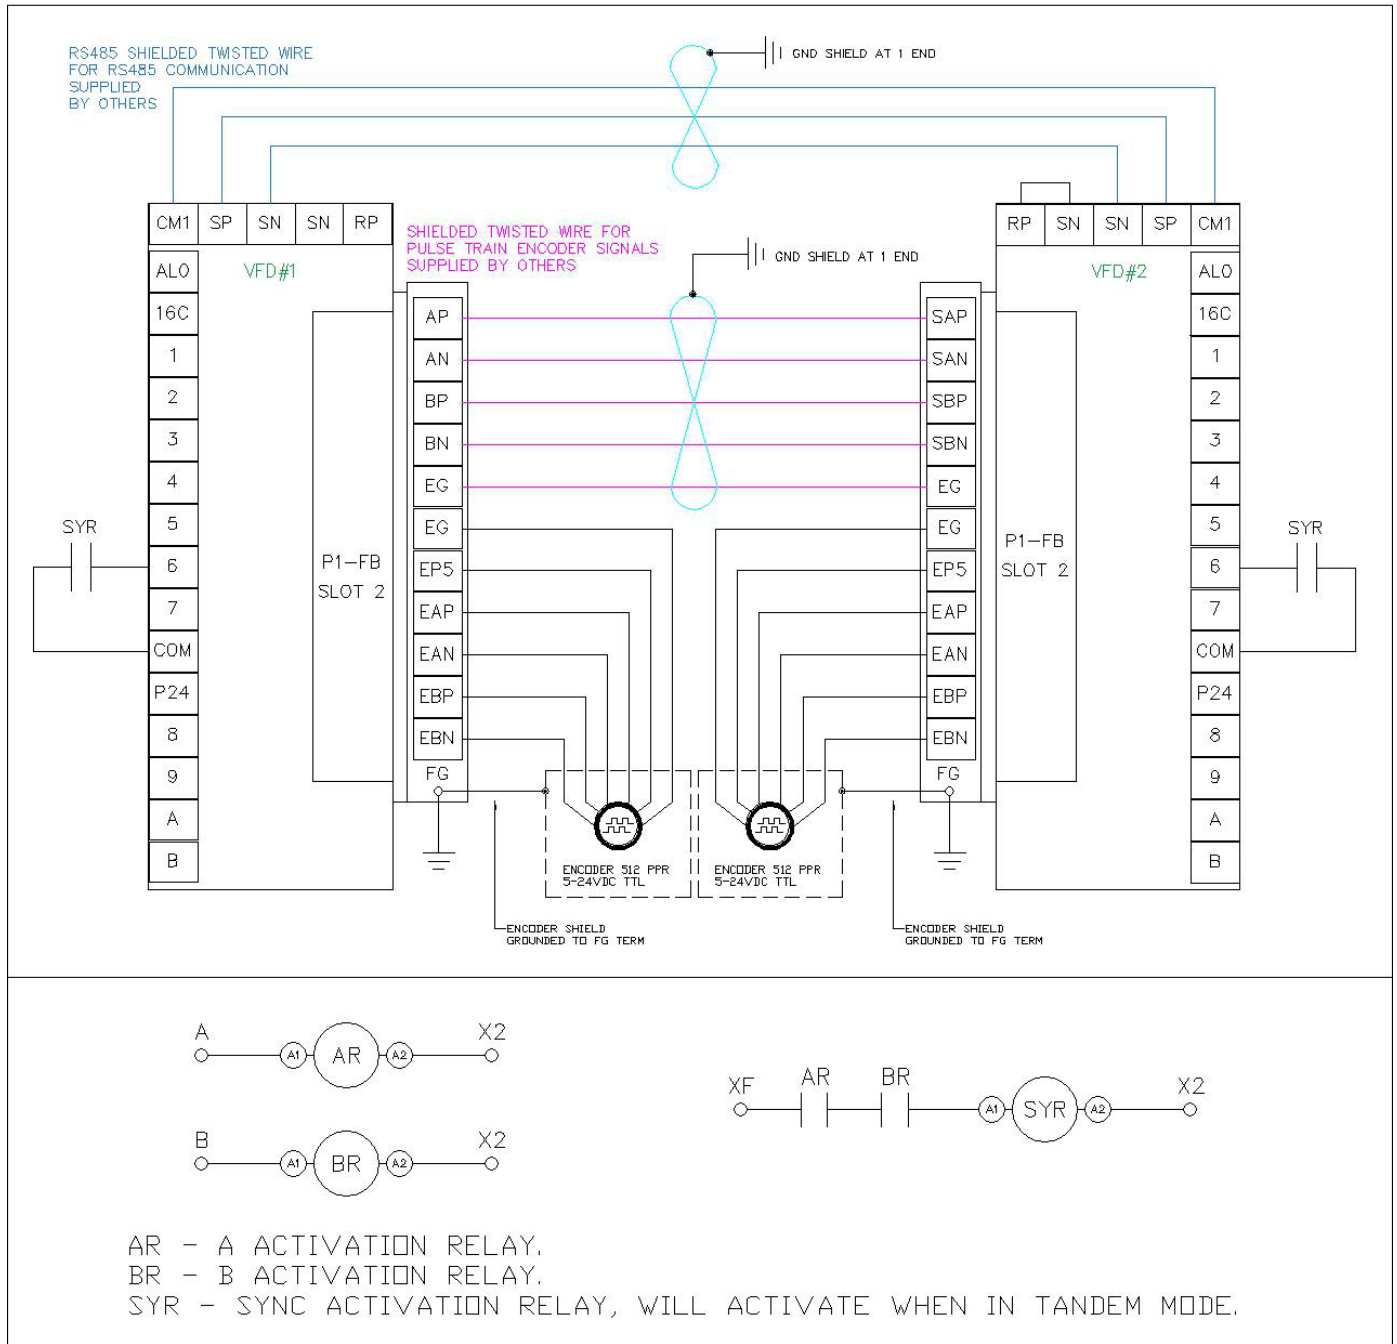 RS485 SHIELDED TWISTED WIRE
FOR RS485 COMMUNICATION
SUPPLIED
BY OTHERS
GND SHIELD AT 1 END
CM1 SP SN SN RP
RP SN SN SP CM1
SHIELDED TWISTED WIRE FOR
PULSE TRAIN ENCODER SIGNALS
SUPPLIED BY OTHERS
GND SHIELD AT 1 END
VFD#1
VFD#2
AL0
16C
1
2
3
4
5
6
7
COM
P24
8
9
A
B
SYR
P1-FB
SLOT 2
AP
AN
BP
BN
EG
EG
EP5
EAP
EAN
EBP
EBN
FG
SAP
SAN
SBP
SBN
EG
EG
EP5
EAP
EAN
EBP
EBN
FG
P1-FB
SLOT 2
AL0
16C
1
2
3
4
5
6
7
COM
P24
8
9
A
B
SYR
ENCODER 512 PPR
5-24VDC TTL
ENCODER 512 PPR
5-24VDC TTL
ENCODER SHIELD
GROUNDED TO FG TERM
ENCODER SHIELD
GROUNDED TO FG TERM
A A1 AR A2 X2
B A1 BR A2 X2
XF AR BR A1 SYR A2 X2
AR - A ACTIVATION RELAY.
BR - B ACTIVATION RELAY.
SYR - SYNC ACTIVATION RELAY, WILL ACTIVATE WHEN IN TANDEM MODE.